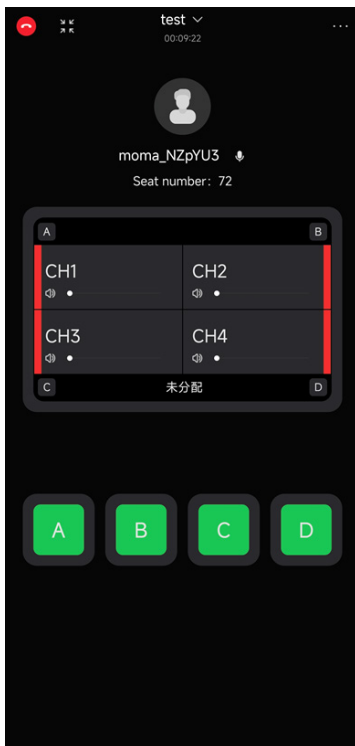 test
00:09:22
moma_NZpYU3
Seat number: 72
A B
CH1 CH2
CH3 CH4
C 未分配 D
A B C D